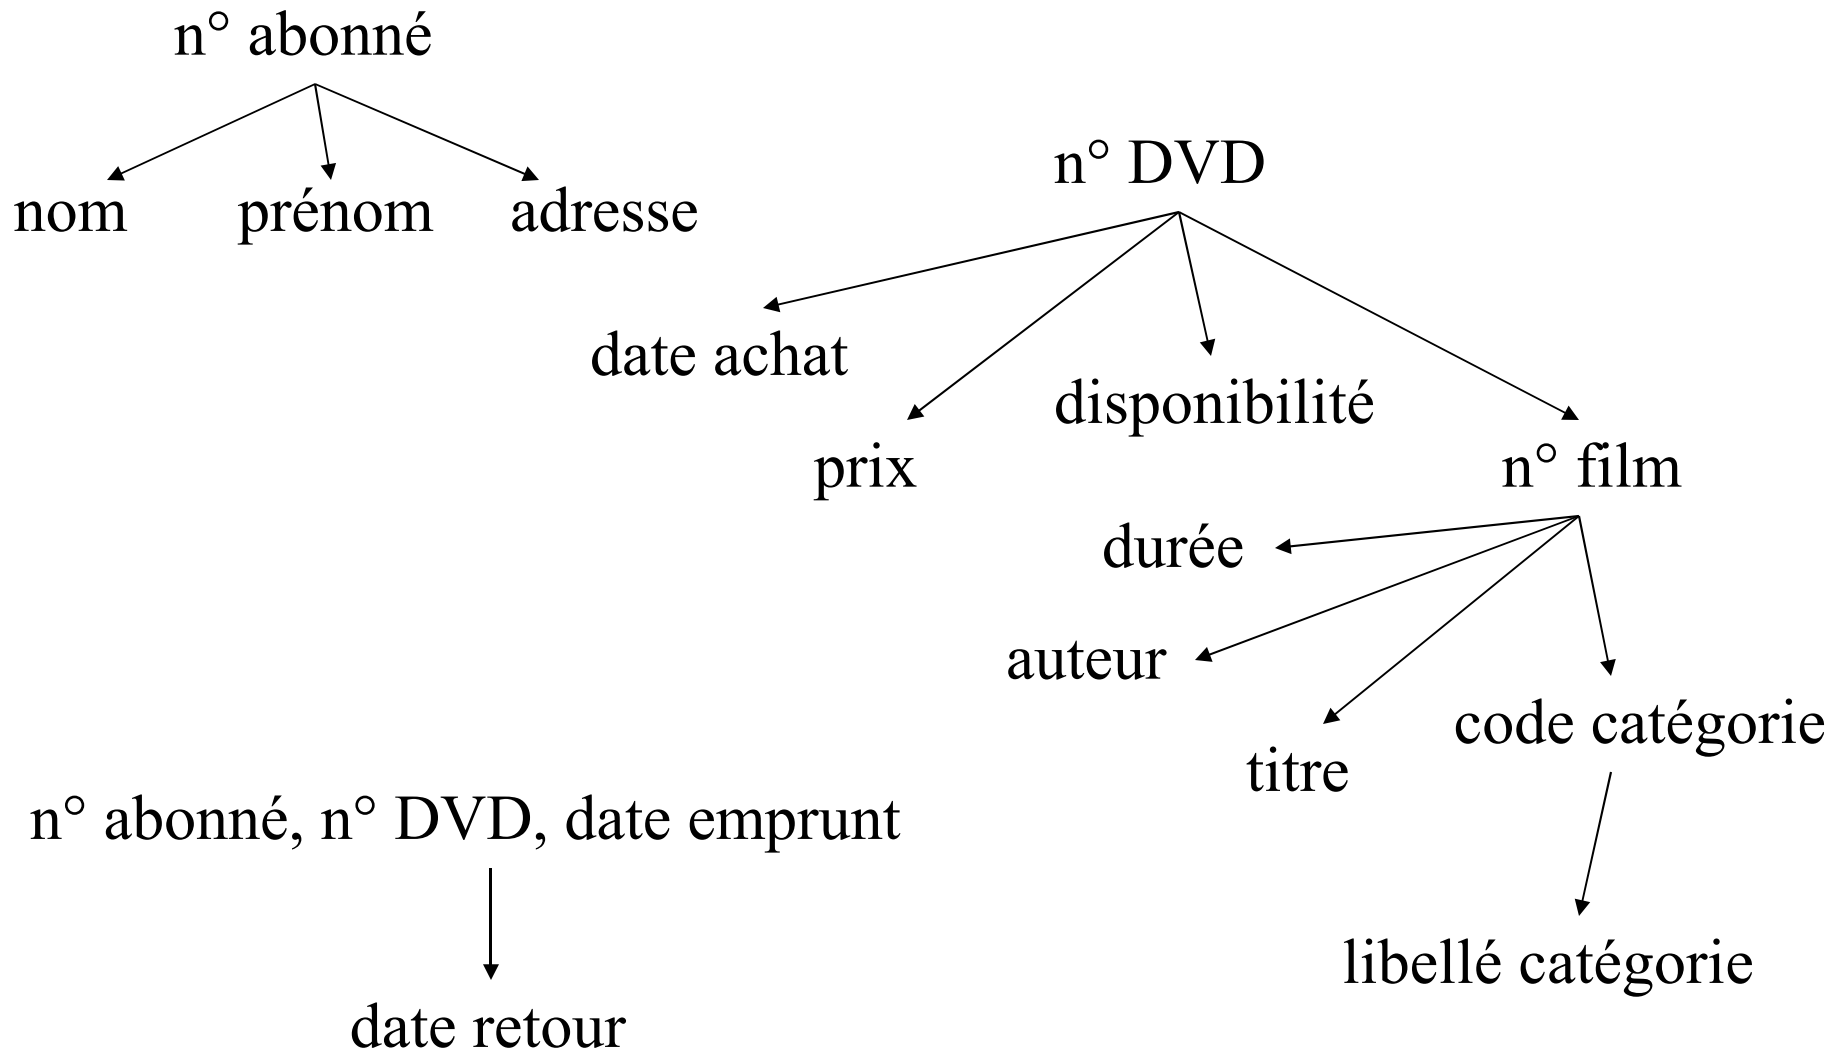 n° abonné
nom prénom adresse
n° DVD
date achat
disponibilité
prix
n° film
durée
auteur
code catégorie
titre
n° abonné, n° DVD, date emprunt
libellé catégorie
date retour